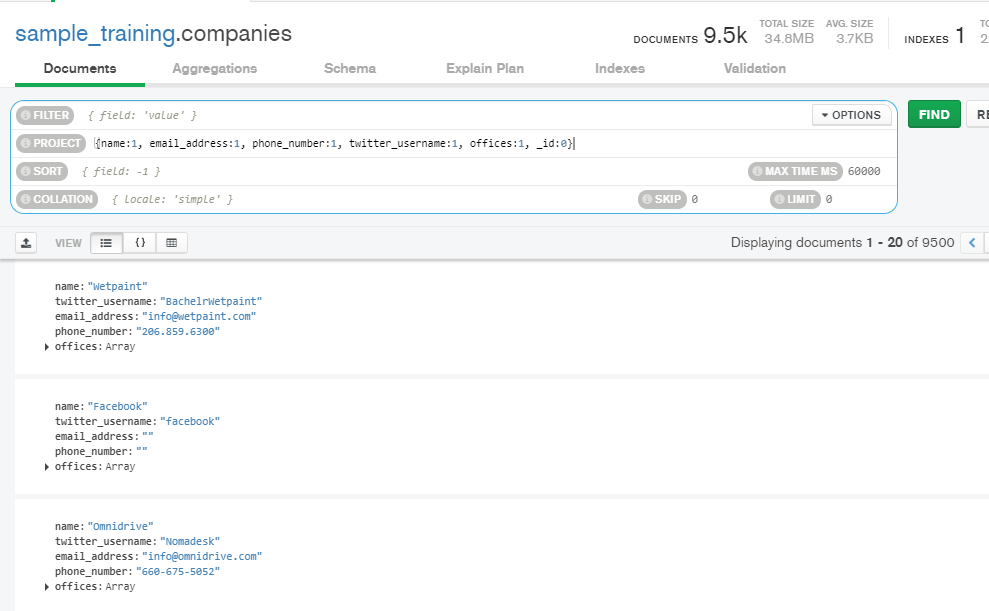 sample_training.companies
DOCUMENTS 9.5k TOTAL SIZE 34.8MB AVG. SIZE 3.7KB INDEXES 1
Documents Aggregations Schema Explain Plan Indexes Validation
FILTER { field: 'value' } OPTIONS FIND
PROJECT {name:1, email_address:1, phone_number:1, twitter_username:1, offices:1, _id:0}
SORT { field: -1 } MAX TIME MS 60000
COLLATION { locale: 'simple' } SKIP 0 LIMIT 0
VIEW {} Displaying documents 1 - 20 of 9500
name: "Wetpaint"
twitter_username: "BachelrWetpaint"
email_address: "info@wetpaint.com"
phone_number: "206.859.6300"
offices: Array
name: "Facebook"
twitter_username: "facebook"
email_address: ""
phone_number: ""
offices: Array
name: "Omnidrive"
twitter_username: "Nomadesk"
email_address: "info@omnidrive.com"
phone_number: "660-675-5052"
offices: Array